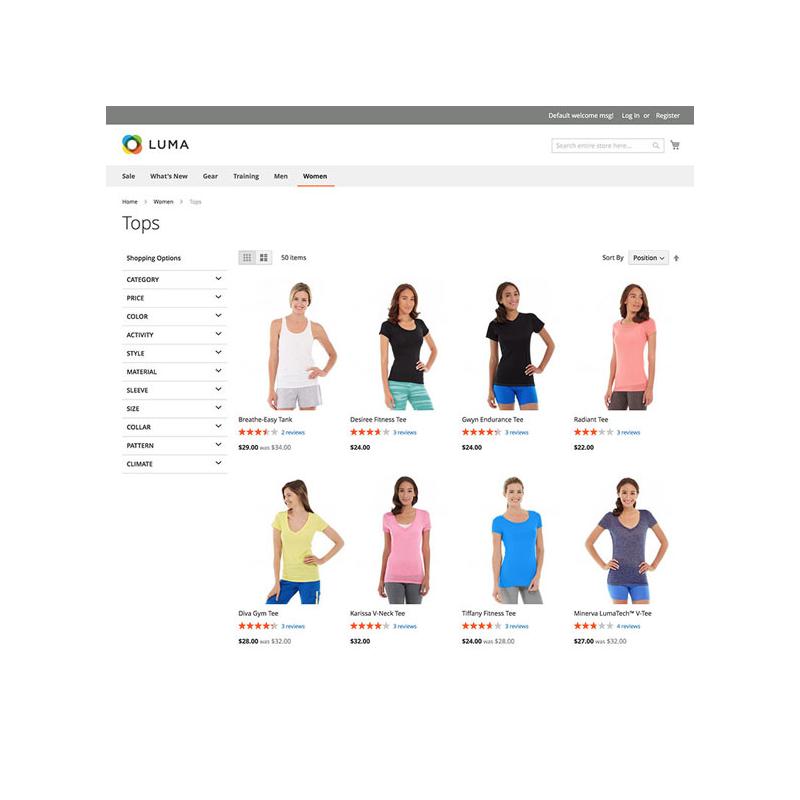 Default welcome msg! Log In or Register
LUMA
Search entire store here...
Sale What's New Gear Training Men Women
Home > Women > Tops
Tops
Shopping Options
50 items
Sort By Position
CATEGORY
PRICE
COLOR
ACTIVITY
STYLE
MATERIAL
SLEEVE
SIZE
COLLAR
PATTERN
CLIMATE
Breathe-Easy Tank
2 reviews
$29.00 was $34.00
Desiree Fitness Tee
3 reviews
$24.00
Gwyn Endurance Tee
3 reviews
$24.00
Radiant Tee
3 reviews
$22.00
Diva Gym Tee
3 reviews
$28.00 was $32.00
Karissa V-Neck Tee
3 reviews
$32.00
Tiffany Fitness Tee
3 reviews
$24.00 was $28.00
Minerva LumaTech™ V-Tee
4 reviews
$27.00 was $32.00